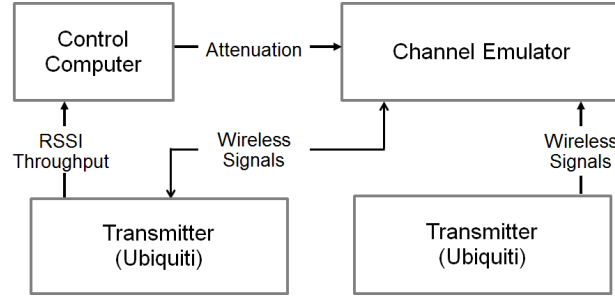 Control
Computer
Attenuation
Channel Emulator
RSSI
Throughput
Wireless
Signals
Wireless
Signals
Transmitter
(Ubiquiti)
Transmitter
(Ubiquiti)